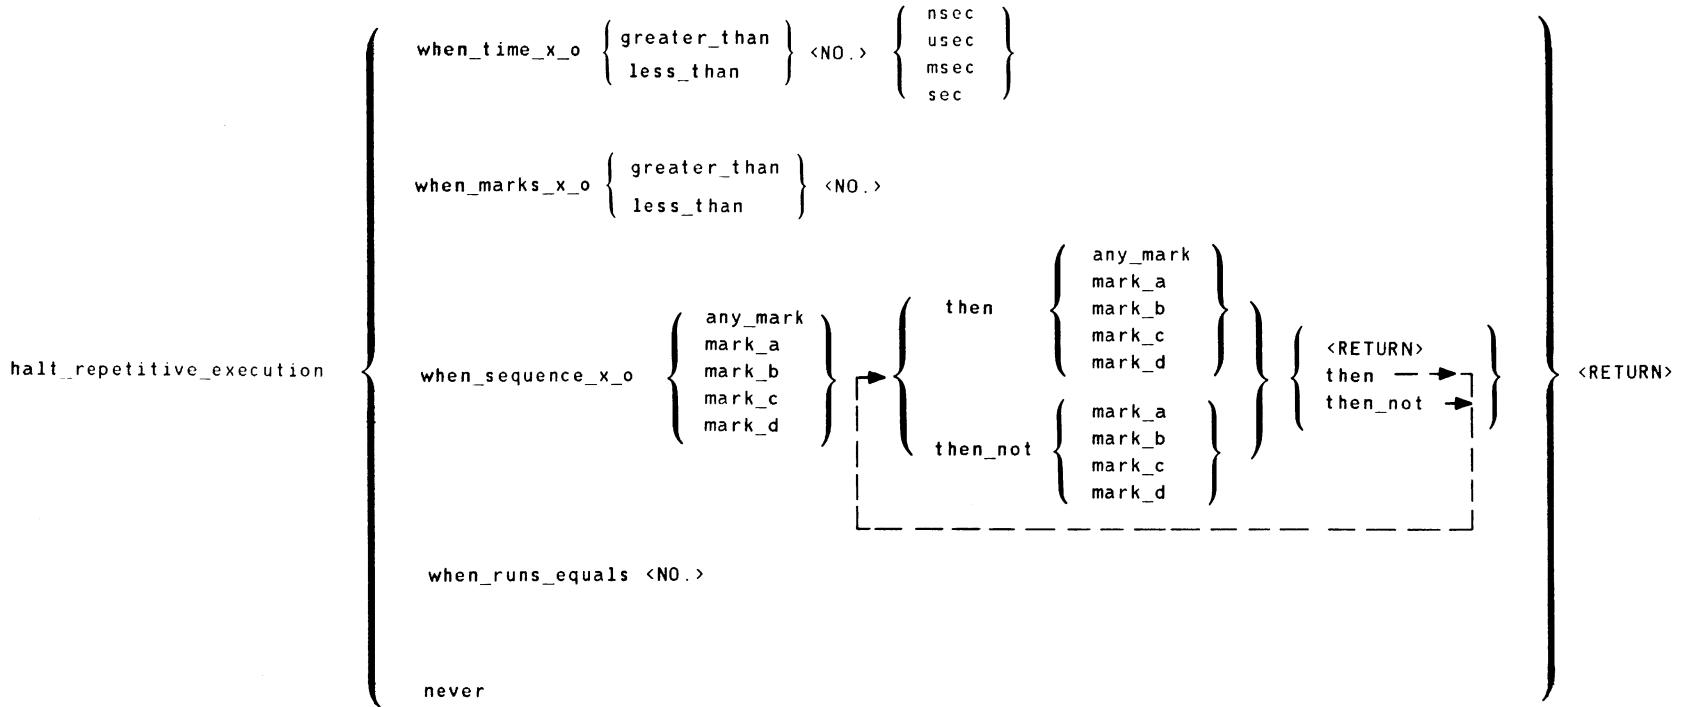 halt_repetitive_execution
when_time_x_o
greater_than
less_than
<NO.>
nsec
usec
msec
sec
when_marks_x_o
greater_than
less_than
<NO.>
when_sequence_x_o
any_mark
mark_a
mark_b
mark_c
mark_d
then
any_mark
mark_a
mark_b
mark_c
mark_d
then_not
mark_a
mark_b
mark_c
mark_d
<RETURN>
then
then_not
when_runs_equals <NO.>
never
<RETURN>